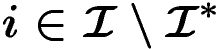 i ∈ ℐ \ ℐ*